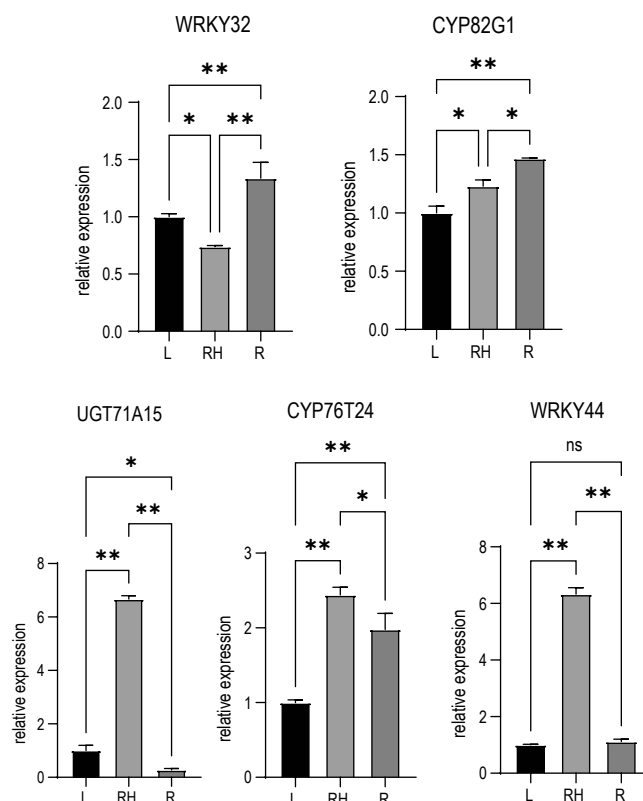 WRKY32
CYP82G1
**
*
**
**
*
*
relative expression
2.0
1.5
1.0
0.5
0.0
L RH R
relative expression
2.0
1.5
1.0
0.5
0.0
L RH R
UGT71A15
CYP76T24
WRKY44
*
**
**
**
*
**
ns
**
**
relative expression
8
6
4
2
0
L RH R
relative expression
3
2
1
0
L RH R
relative expression
8
6
4
2
0
L RH R